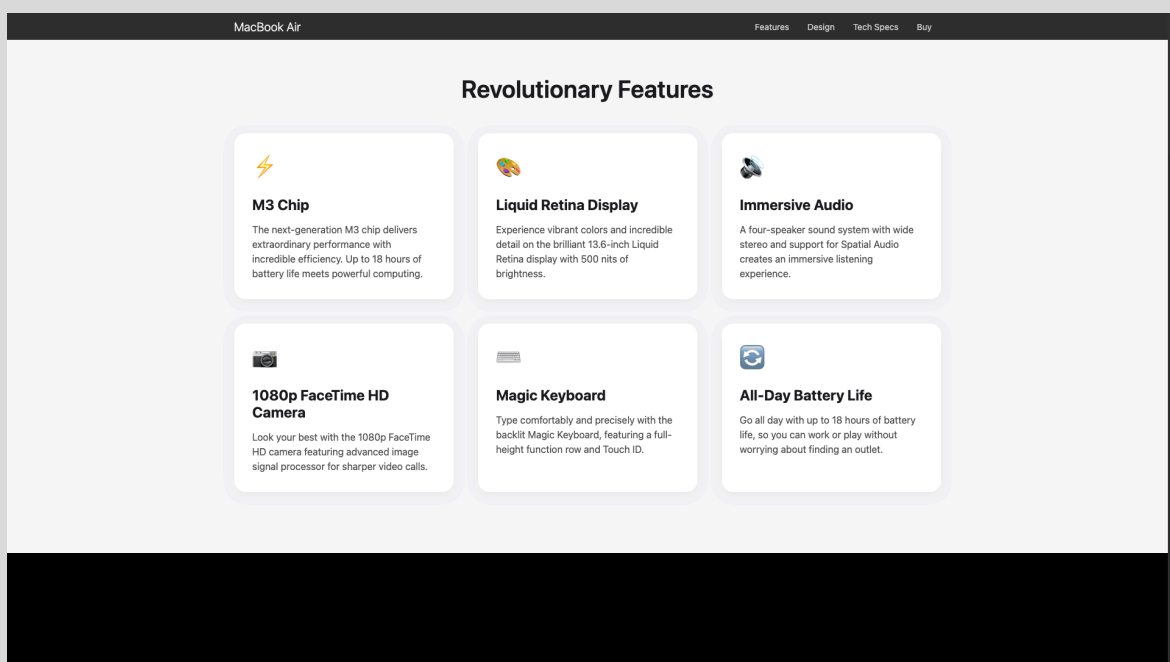 MacBook Air
Features Design Tech Specs Buy
Revolutionary Features
M3 Chip
The next-generation M3 chip delivers
extraordinary performance with
incredible efficiency. Up to 18 hours of
battery life meets powerful computing.
Liquid Retina Display
Experience vibrant colors and incredible
detail on the brilliant 13.6-inch Liquid
Retina display with 500 nits of
brightness.
Immersive Audio
A four-speaker sound system with wide
stereo and support for Spatial Audio
creates an immersive listening
experience.
1080p FaceTime HD
Camera
Look your best with the 1080p FaceTime
HD camera featuring advanced image
signal processor for sharper video calls.
Magic Keyboard
Type comfortably and precisely with the
backlit Magic Keyboard, featuring a full-
height function row and Touch ID.
All-Day Battery Life
Go all day with up to 18 hours of battery
life, so you can work or play without
worrying about finding an outlet.